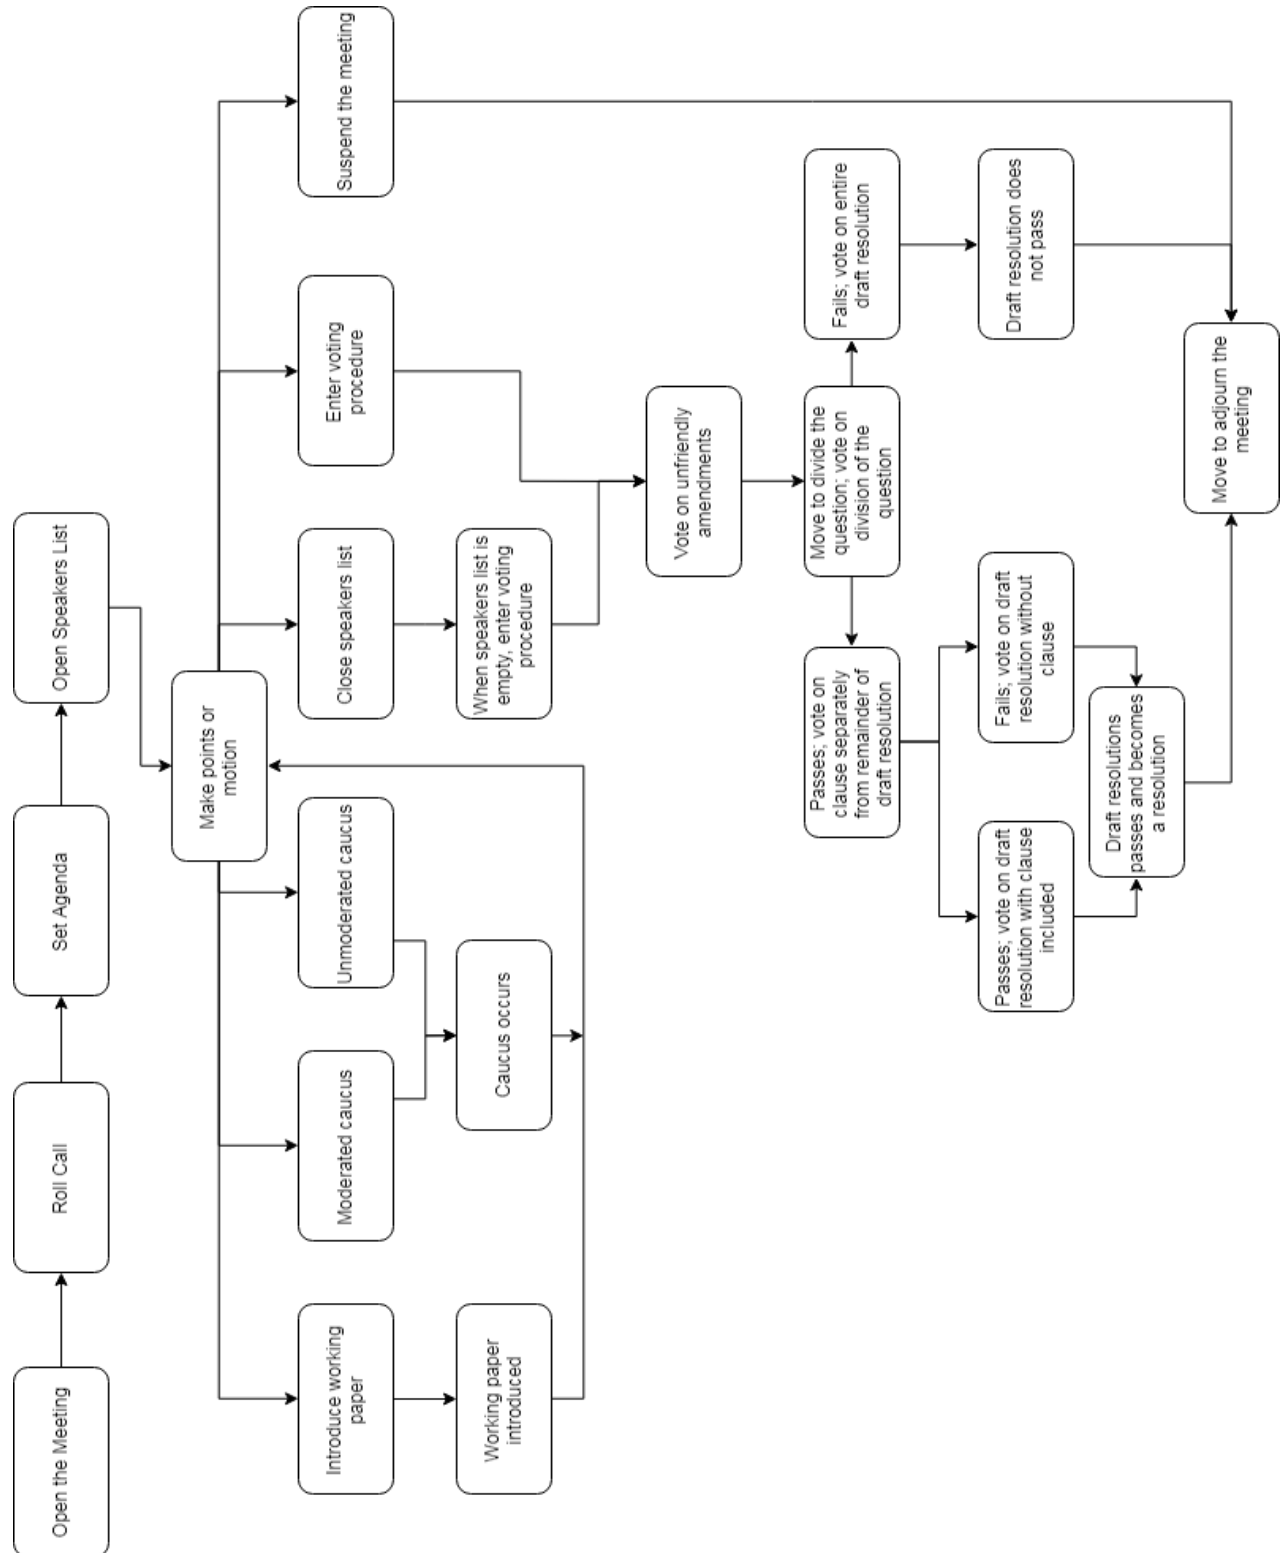 Open the Meeting
Roll Call
Set Agenda
Open Speakers List
Make points or
motion
Introduce working
paper
Moderated caucus
Unmoderated caucus
Close speakers list
Enter voting
procedure
Suspend the meeting
Working paper
introduced
Caucus occurs
When speakers list is
empty, enter voting
procedure
Vote on unfriendly
amendments
Passes; vote on
clause separately
from remainder of
draft resolution
Move to divide the
question; vote on
division of the
question
Fails; vote on entire
draft resolution
Passes; vote on draft
resolution with clause
included
Fails; vote on draft
resolution without
clause
Draft resolution does
not pass
Draft resolutions
passes and becomes
a resolution
Move to adjourn the
meeting